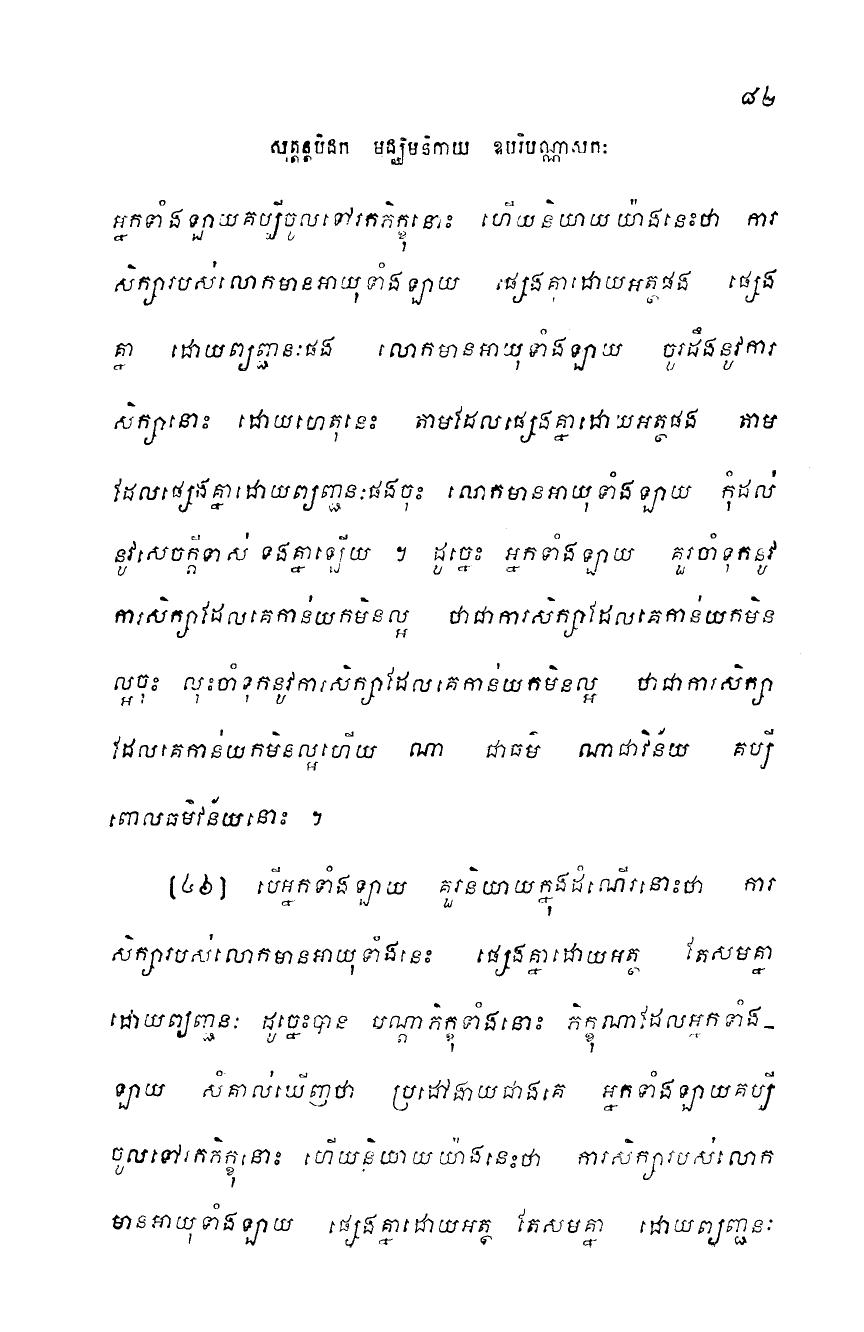 ៨២
សុត្តន្តបិដក មជ្ឈិមនិកាយ ឧបរិបណ្ណាសកៈ
អ្នកទាំងឡាយគប្បីចូលទៅរកភិក្ខុនោះ ហើយនិយាយយ៉ាងនេះថា ការ
សិក្សារបស់លោកមានអាយុទាំងឡាយ ផ្សេងគ្នាដោយអត្ថផង ផ្សេង
គ្នា ដោយព្យញ្ជនៈផង លោកមានអាយុទាំងឡាយ ចូរដឹងនូវការ
សិក្សានោះ ដោយហេតុនេះ តាមដែលផ្សេងគ្នាដោយអត្ថផង តាម
ដែលផ្សេងគ្នាដោយព្យញ្ជនៈផងចុះ លោកមានអាយុទាំងឡាយ កុំដល់
នូវសេចក្តីទាស់ ទងគ្នាឡើយ ។ ដូច្នេះ អ្នកទាំងឡាយ គួរចាំទុកនូវ
ការសិក្សាដែលគេកាន់យកមិនល្អ ថាជាការសិក្សាដែលគេកាន់យកមិន
ល្អចុះ លុះចាំទុកនូវការសិក្សាដែលគេកាន់យកមិនល្អ ថាជាការសិក្សា
ដែលគេកាន់យកមិនល្អហើយ ណា ជាធម៌ ណាជាវិន័យ គប្បី
ពោលធម៌វិន័យនោះ ។
[៤៦] បើអ្នកទាំងឡាយ គួរនិយាយក្នុងដំណើរនោះថា ការ
សិក្សារបស់លោកមានអាយុទាំងនេះ ផ្សេងគ្នាដោយអត្ថ តែសមគ្នា
ដោយព្យញ្ជនៈ ដូច្នេះបាន បណ្តាភិក្ខុទាំងនោះ ភិក្ខុណាដែលអ្នកទាំង-
ឡាយ សំគាល់ឃើញថា ប្រដៅងាយជាងគេ អ្នកទាំងឡាយគប្បី
ចូលទៅរកភិក្ខុនោះ ហើយនិយាយយ៉ាងនេះថា ការសិក្សារបស់លោក
មានអាយុទាំងឡាយ ផ្សេងគ្នាដោយអត្ថ តែសមគ្នា ដោយព្យញ្ជនៈ